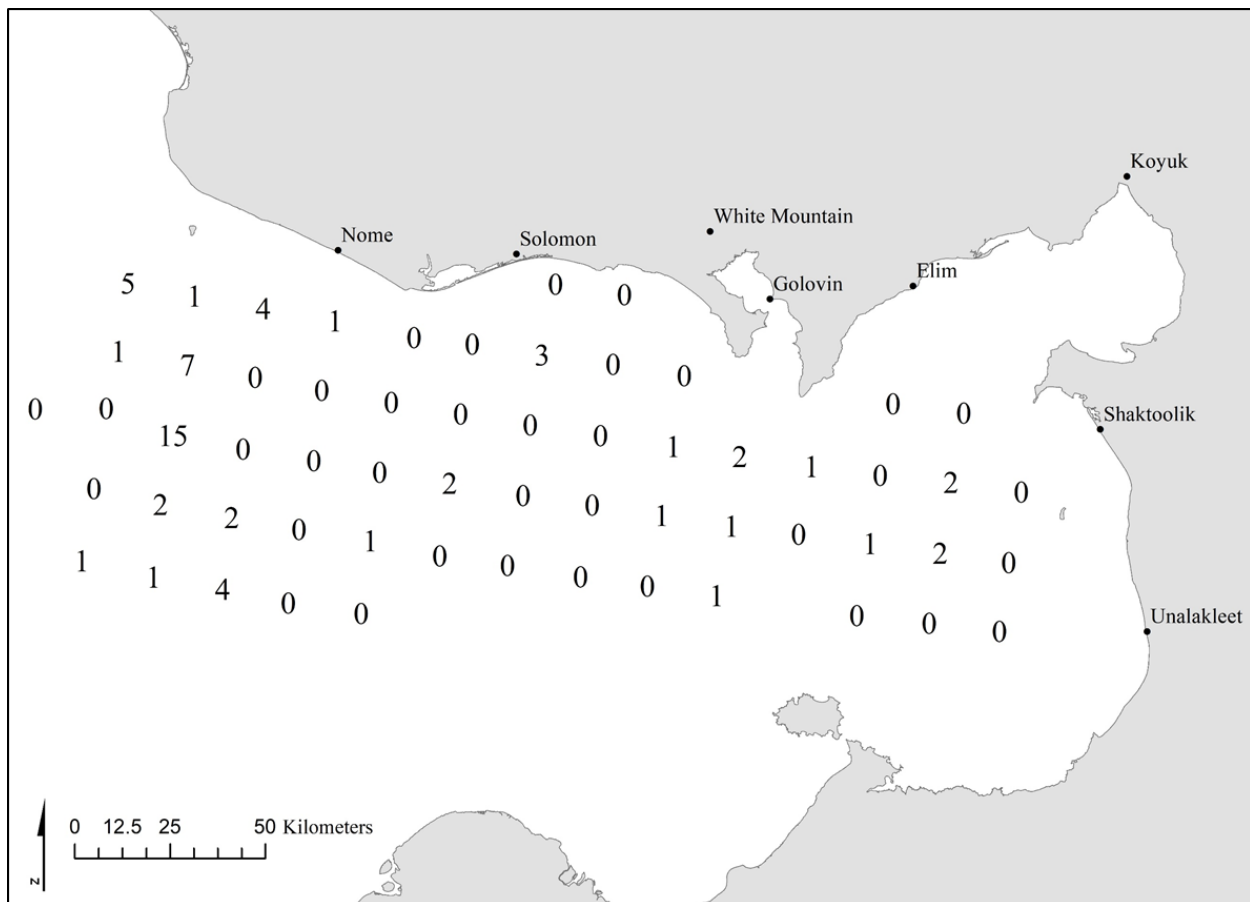 Koyuk
White Mountain
Nome
Solomon
Elim
Golovin
0 0
5 1 4 1 0 0 3 0 0
0 0
Shaktoolik
1 7 0 0 0 0 0 0 1 2 1 0 2 0
0 0 15 0 0 0 2 0 0 1 1 0 1 2 0
0 2 2 0 1 0 0 0 0 1 0 0 0
Unalakleet
1 1 4 0 0
0 12.5 25 50 Kilometers
N